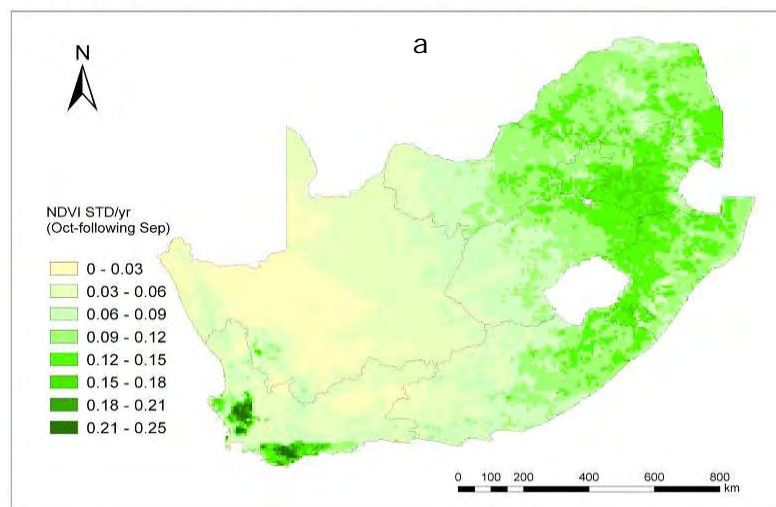 a
N
NDVI STD/yr
(Oct-following Sep)
0 - 0.03
0.03 - 0.06
0.06 - 0.09
0.09 - 0.12
0.12 - 0.15
0.15 - 0.18
0.18 - 0.21
0.21 - 0.25
0 100 200 400 600 800
km